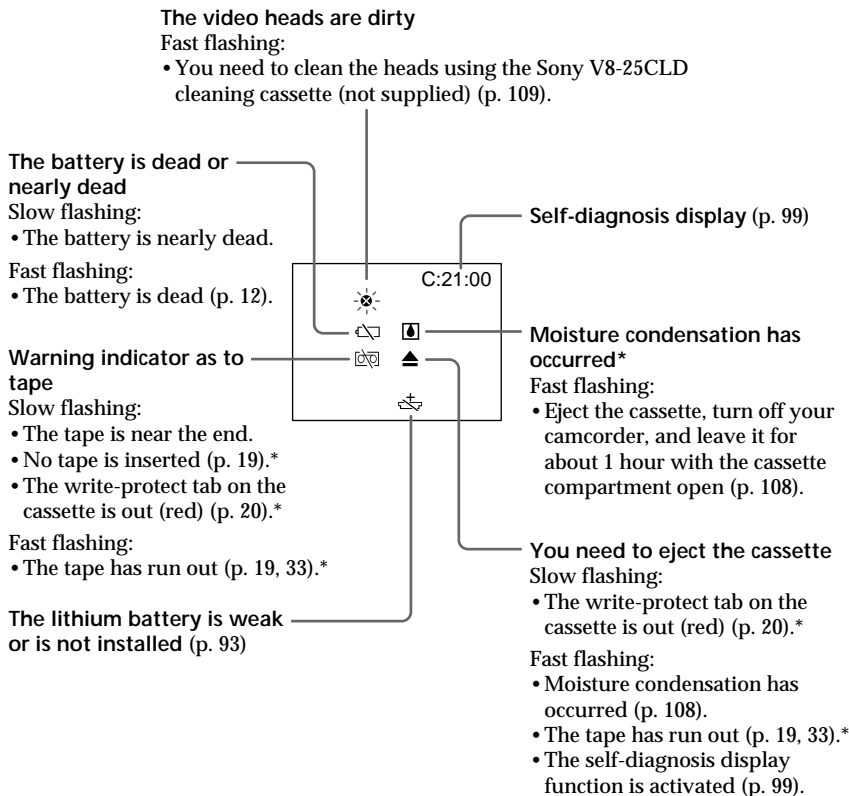 The video heads are dirty
Fast flashing:
•You need to clean the heads using the Sony V8-25CLD
cleaning cassette (not supplied) (p. 109).
The battery is dead or
nearly dead
Slow flashing:
•The battery is nearly dead.
Fast flashing:
•The battery is dead (p. 12).
Warning indicator as to
tape
Slow flashing:
•The tape is near the end.
•No tape is inserted (p. 19).*
•The write-protect tab on the
cassette is out (red) (p. 20).*
Fast flashing:
•The tape has run out (p. 19, 33).*
The lithium battery is weak
or is not installed (p. 93)
C:21:00
Self-diagnosis display (p. 99)
Moisture condensation has
occurred*
Fast flashing:
•Eject the cassette, turn off your
camcorder, and leave it for
about 1 hour with the cassette
compartment open (p. 108).
You need to eject the cassette
Slow flashing:
•The write-protect tab on the
cassette is out (red) (p. 20).*
Fast flashing:
•Moisture condensation has
occurred (p. 108).
•The tape has run out (p. 19, 33).*
•The self-diagnosis display
function is activated (p. 99).